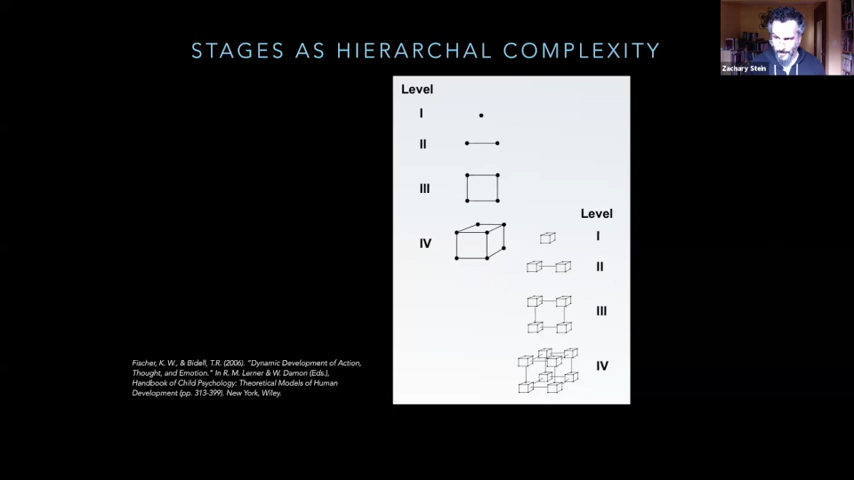 STAGES AS HIERARCHAL COMPLEXITY
Zachary Stein
Level
I
II
III
IV
Level
I
II
III
IV
Fischer, K. W., & Bidell, T.R. (2006). "Dynamic Development of Action,
Thought, and Emotion." In R. M. Lerner & W. Damon (Eds.),
Handbook of Child Psychology: Theoretical Models of Human
Development (pp. 313-399). New York, Wiley.